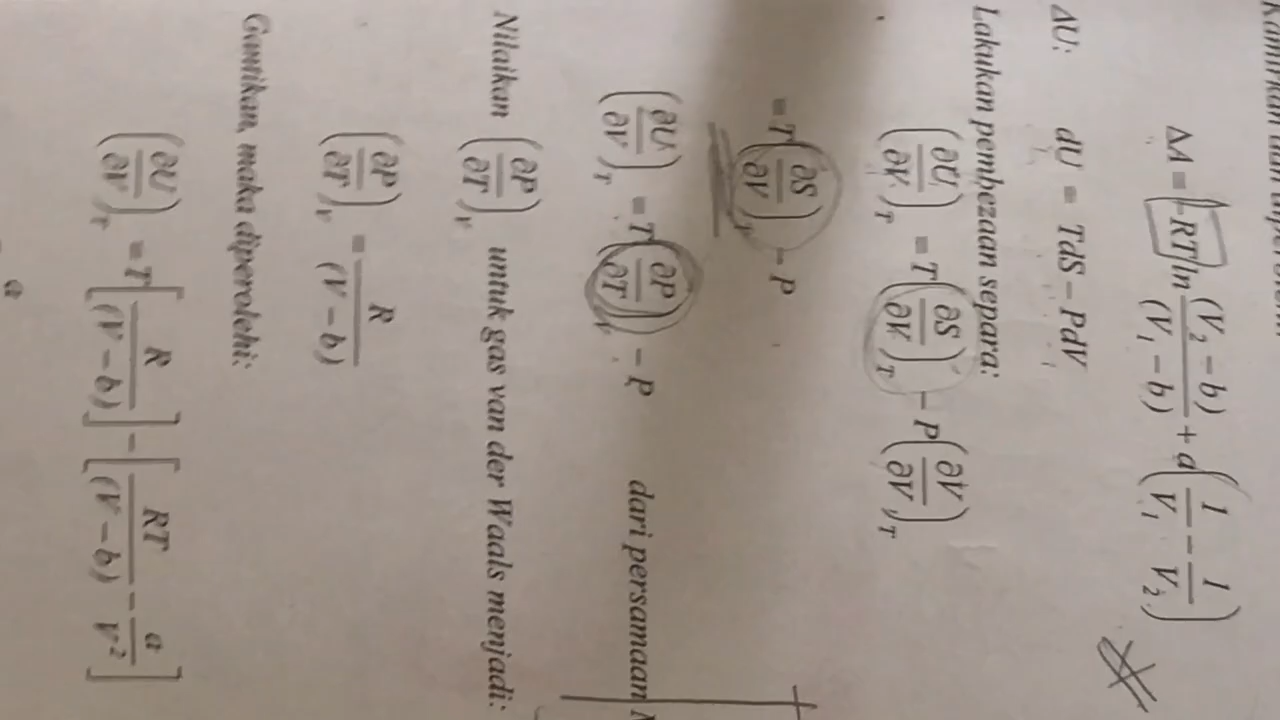 ΔA = -RT ln (V₂ – b)/(V₁ – b) + a(1/V₁ – 1/V₂)
ΔU: dU = TdS – PdV
Lakukan pembezaan separa:
(∂U/∂V)_T = T(∂S/∂V)_T – P(∂V/∂V)_T
= T(∂S/∂V)_T – P
(∂U/∂V)_T = T(∂P/∂T)_V – P dari persamaan
Nilaikan (∂P/∂T)_V untuk gas van der Waals menjadi:
(∂P/∂T)_V = R/(V – b)
Gantikan, maka diperolehi:
(∂U/∂V)_T = T[R/(V – b)] – [RT/(V – b) – a/V²]
a